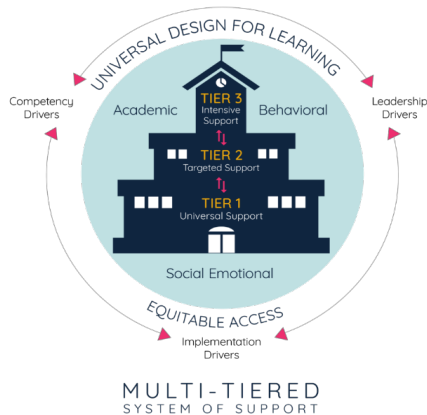 UNIVERSAL DESIGN FOR LEARNING
Competency
Drivers
Leadership
Drivers
Academic
Behavioral
TIER 3
Intensive
Support
TIER 2
Targeted Support
TIER 1
Universal Support
Social Emotional
EQUITABLE ACCESS
Implementation
Drivers
MULTI-TIERED
SYSTEM OF SUPPORT